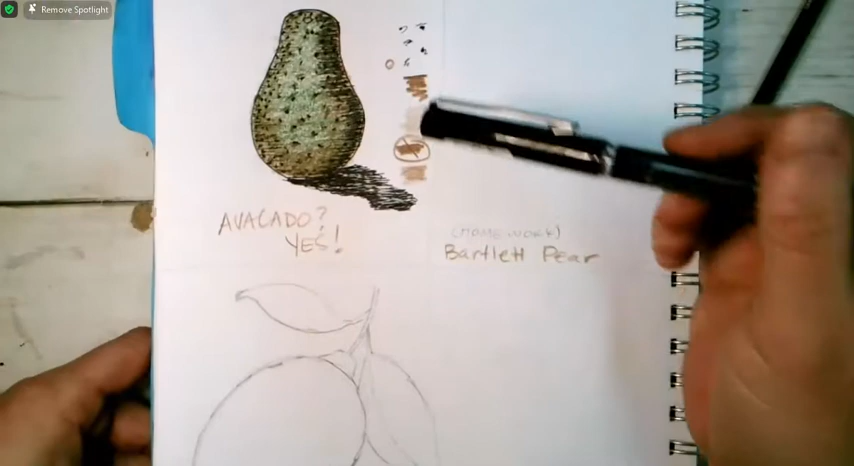 Remove Spotlight
AVACADO?
YES!
(HOMEWORK)
Bartlett Pear